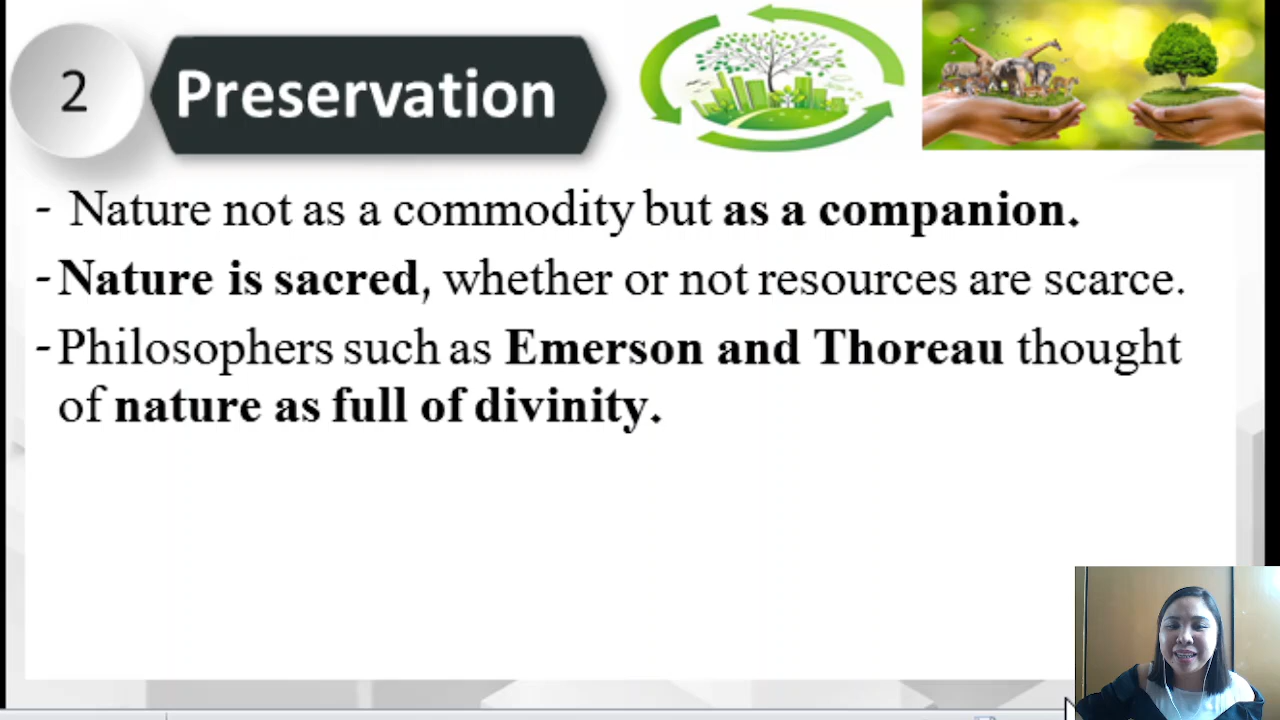 2
Preservation
- Nature not as a commodity but as a companion.
- Nature is sacred, whether or not resources are scarce.
- Philosophers such as Emerson and Thoreau thought
of nature as full of divinity.